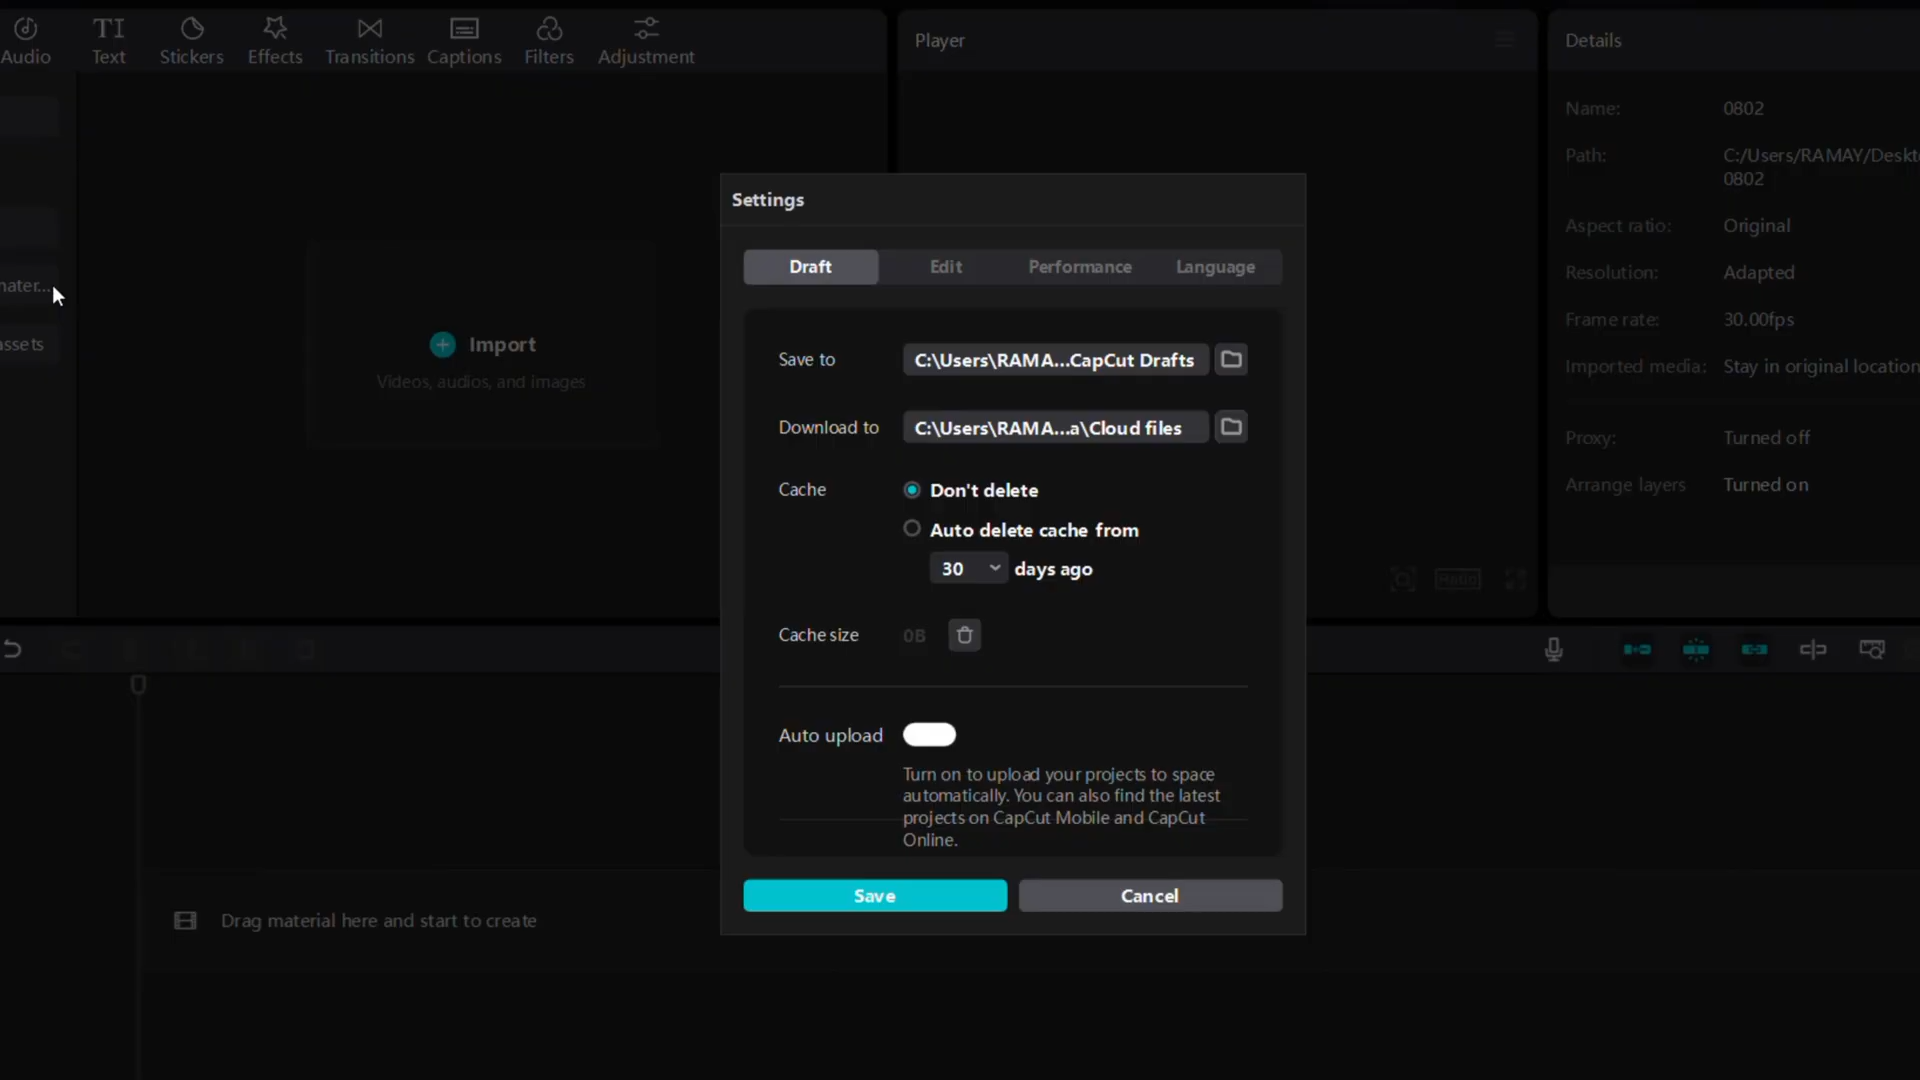 Audio
Text
Stickers
Effects
Transitions
Captions
Filters
Adjustment
Player
Details
Name: 0802
Path: C:/Users/RAMAY/Deskt
0802
Aspect ratio: Original
Resolution: Adapted
Frame rate: 30.00fps
Imported media: Stay in original location
Proxy: Turned off
Arrange layers Turned on
nater...
assets
Import
Videos, audios, and images
Settings
Draft
Edit
Performance
Language
Save to C:\Users\RAMA...CapCut Drafts
Download to C:\Users\RAMA...a\Cloud files
Cache Don't delete
Auto delete cache from
30 days ago
Cache size 0B
Auto upload
Turn on to upload your projects to space
automatically. You can also find the latest
projects on CapCut Mobile and CapCut
Online.
Save
Cancel
Ratio
Drag material here and start to create